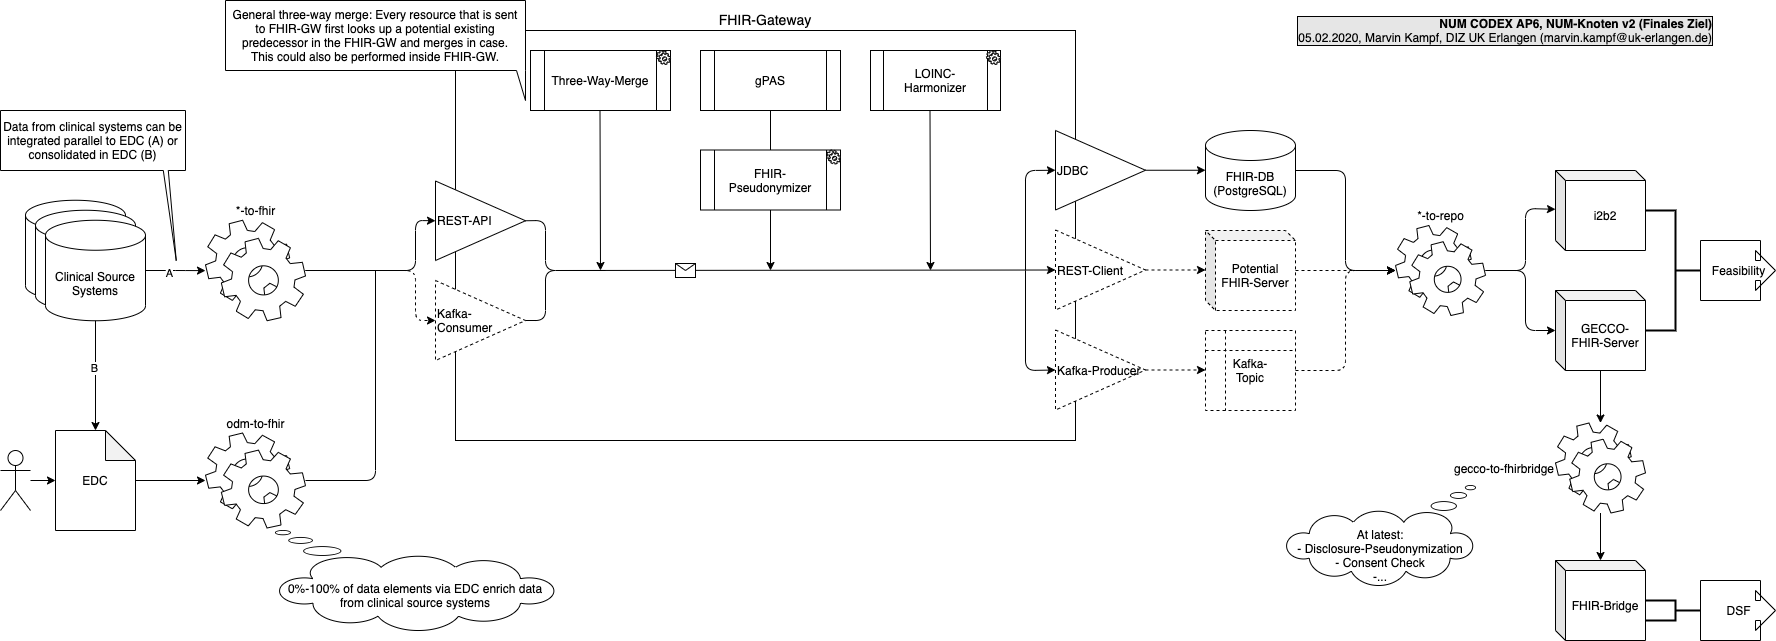 General three-way merge: Every resource that is sent
to FHIR-GW first looks up a potential existing
predecessor in the FHIR-GW and merges in case.
This could also be performed inside FHIR-GW.
FHIR-Gateway
NUM CODEX AP6, NUM-Knoten v2 (Finales Ziel)
05.02.2020, Marvin Kampf, DIZ UK Erlangen (marvin.kampf@uk-erlangen.de)
Three-Way-Merge
gPAS
LOINC-
Harmonizer
Data from clinical systems can be
integrated parallel to EDC (A) or
consolidated in EDC (B)
FHIR-
Pseudonymizer
JDBC
FHIR-DB
(PostgreSQL)
*-to-fhir
REST-API
*-to-repo
i2b2
Clinical Source
Systems
A
REST-Client
Potential
FHIR-Server
Feasibility
Kafka-
Consumer
GECCO-
FHIR-Server
B
Kafka-Producer
Kafka-
Topic
odm-to-fhir
EDC
gecco-to-fhirbridge
At latest:
- Disclosure-Pseudonymization
- Consent Check
-...
0%-100% of data elements via EDC enrich data
from clinical source systems
FHIR-Bridge
DSF